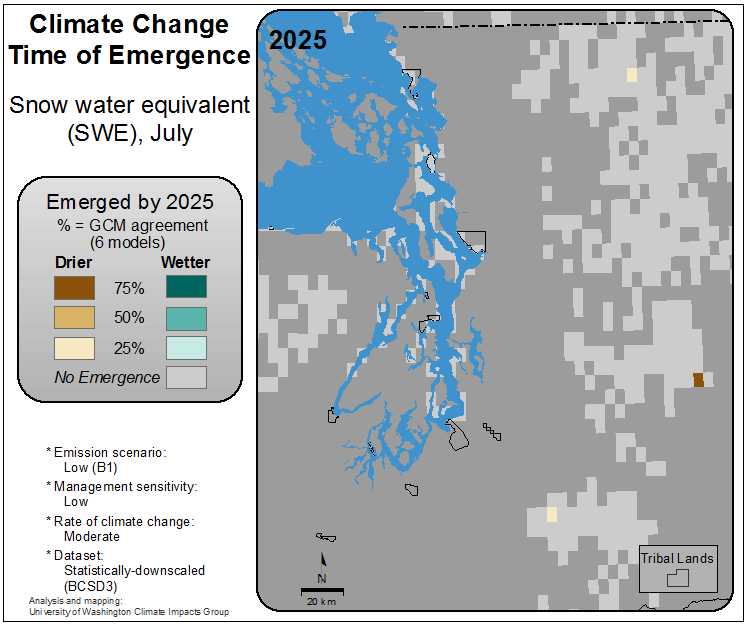 Climate Change
Time of Emergence
Snow water equivalent
(SWE), July
Emerged by 2025
% = GCM agreement
(6 models)
Drier Wetter
75%
50%
25%
No Emergence
* Emission scenario:
Low (B1)
* Management sensitivity:
Low
* Rate of climate change:
Moderate
* Dataset:
Statistically-downscaled
(BCSD3)
Analysis and mapping:
University of Washington Climate Impacts Group
2025
N
20 km
Tribal Lands